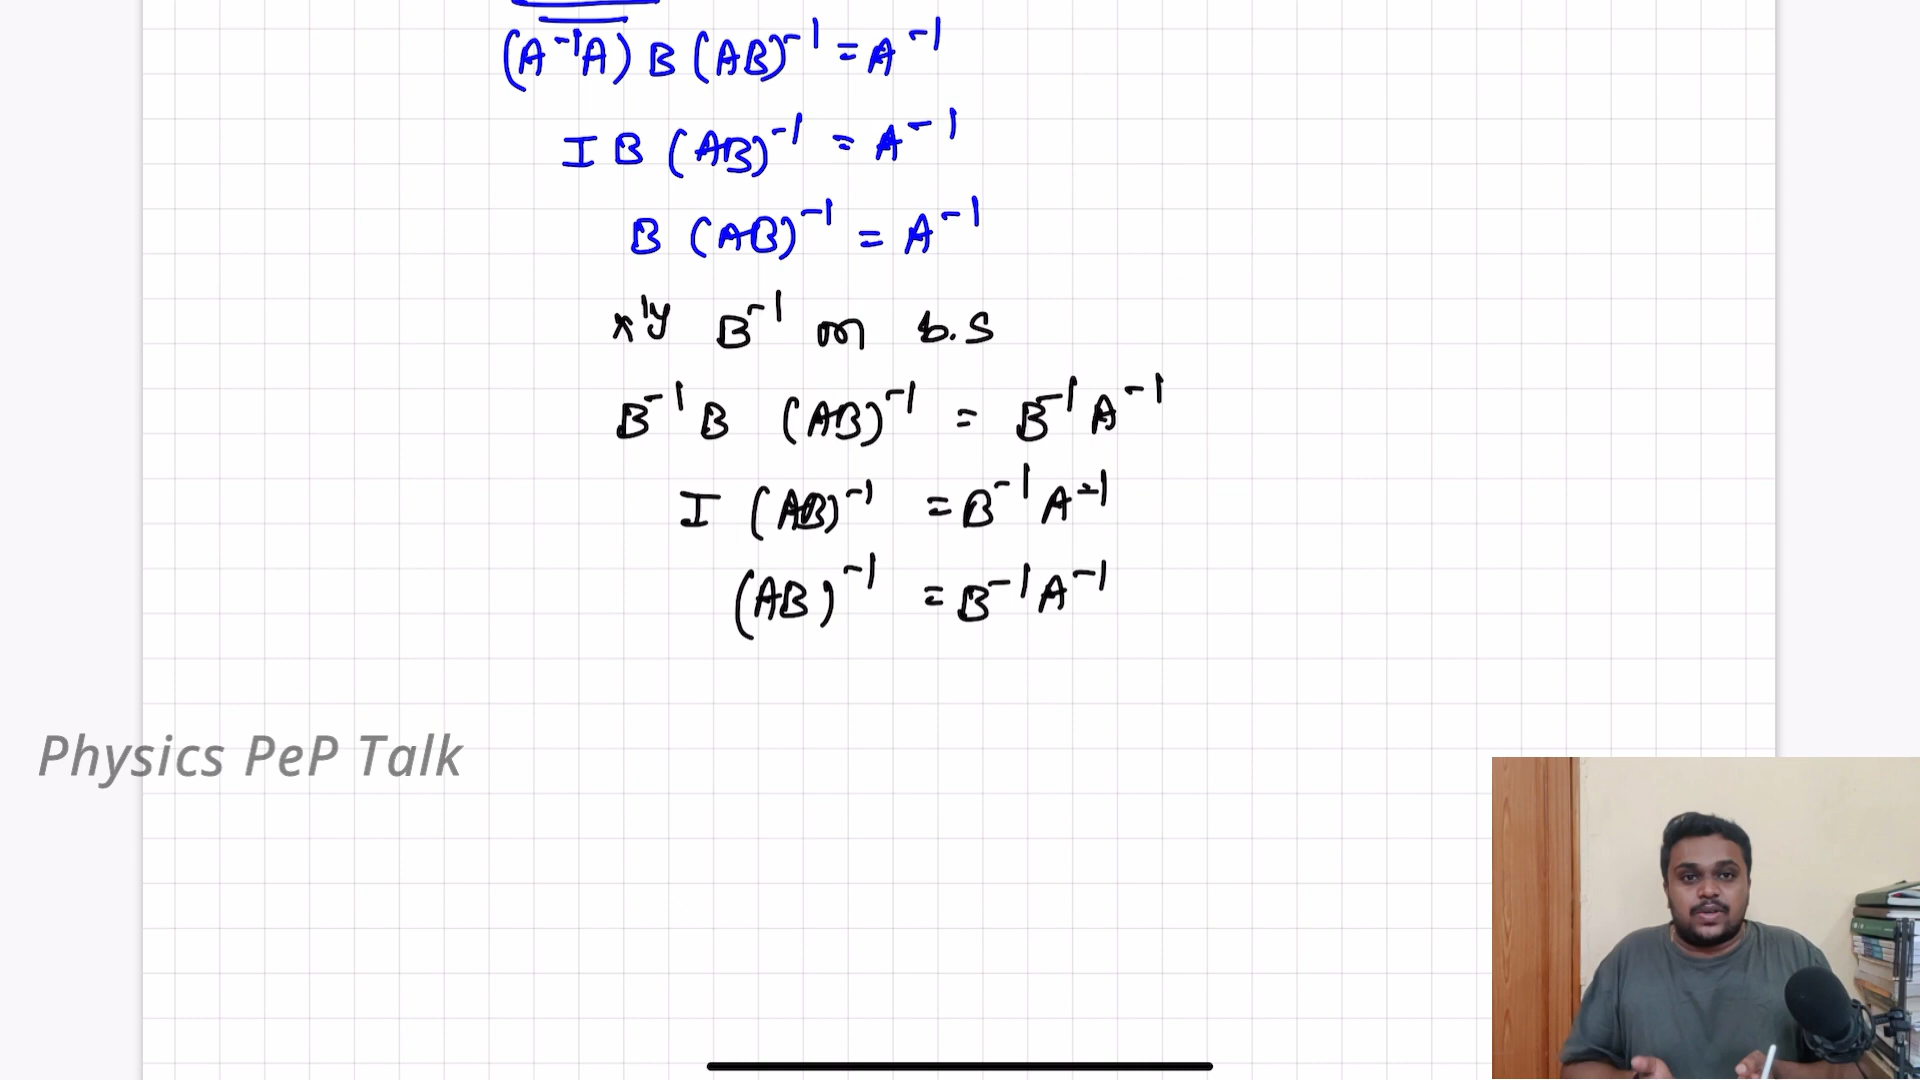 (A⁻¹A) B (AB)⁻¹ = A⁻¹
I B (AB)⁻¹ = A⁻¹
B (AB)⁻¹ = A⁻¹
x'ly B⁻¹ on b.s
B⁻¹B (AB)⁻¹ = B⁻¹A⁻¹
I (AB)⁻¹ = B⁻¹A⁻¹
(AB)⁻¹ = B⁻¹A⁻¹
Physics PeP Talk